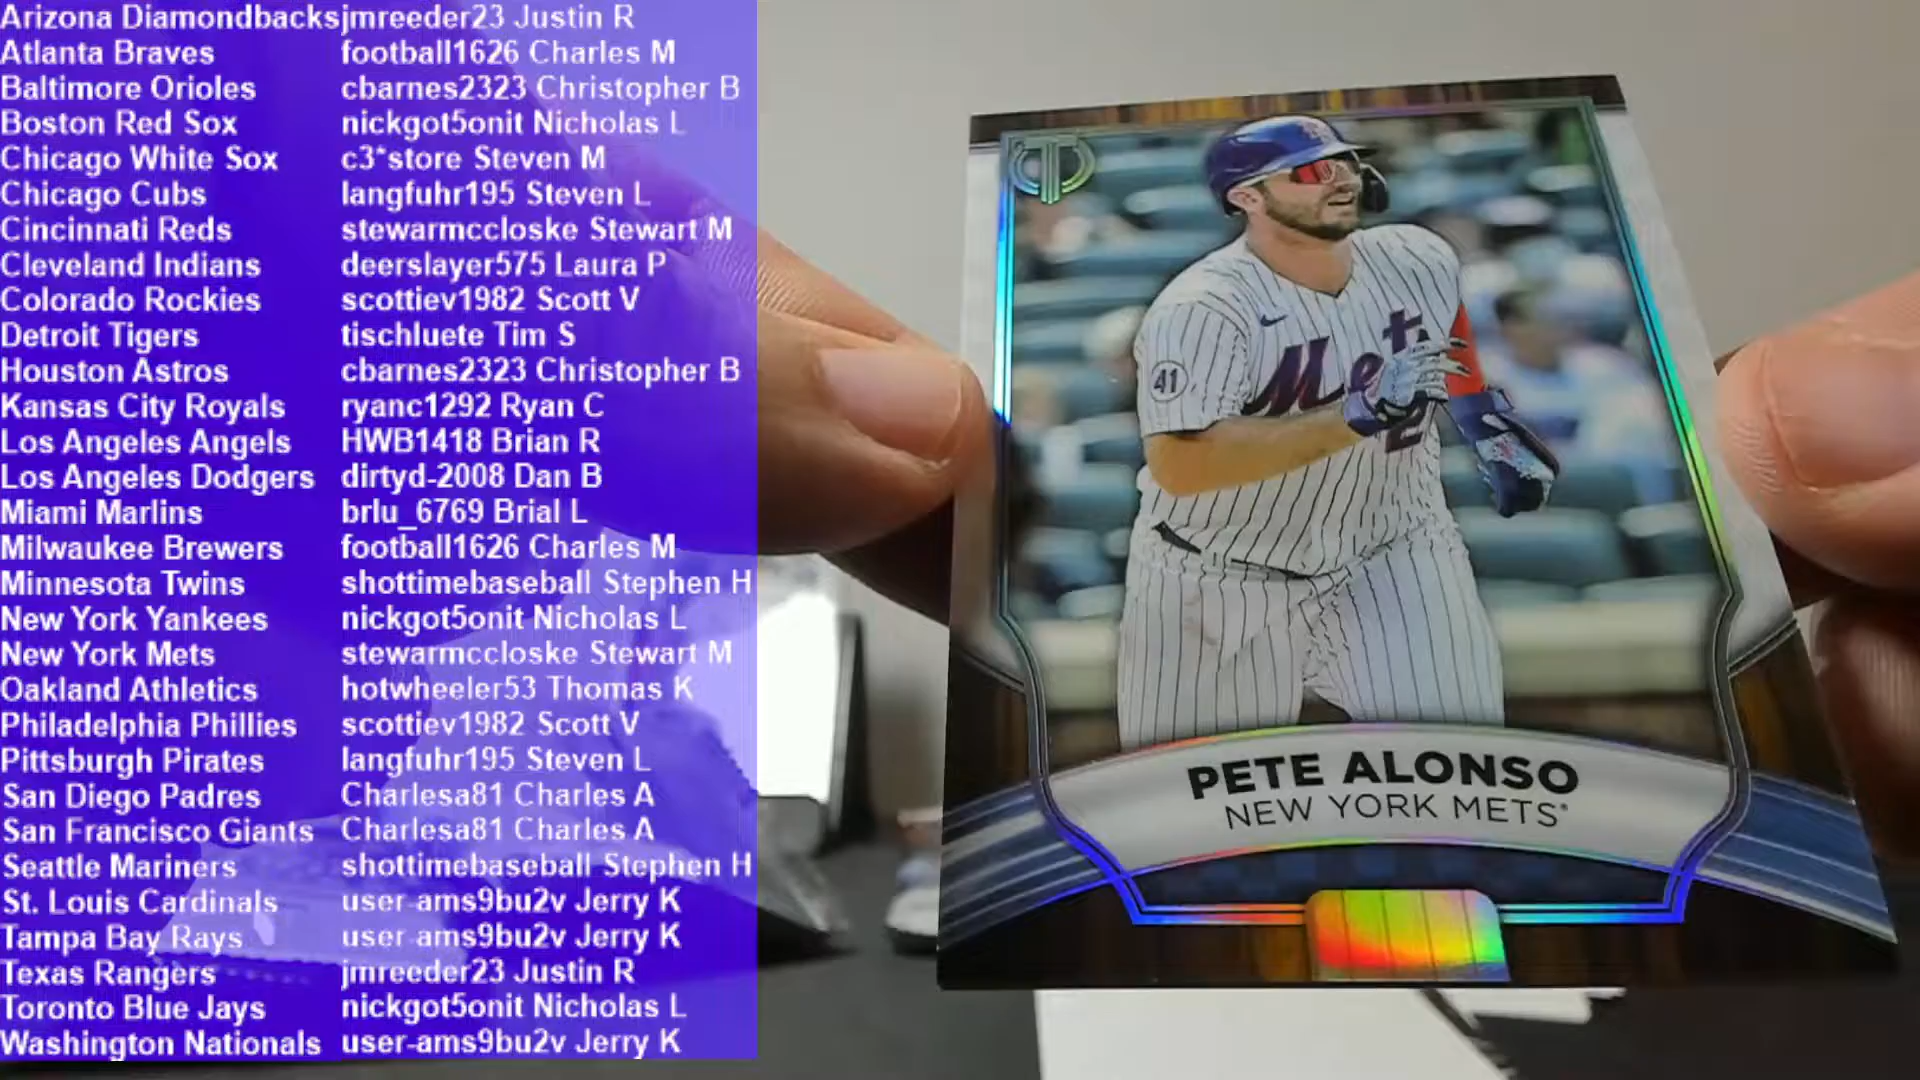 Arizona Diamondbacks jmreeder23 Justin R
Atlanta Braves football1626 Charles M
Baltimore Orioles cbarnes2323 Christopher B
Boston Red Sox nickgot5onit Nicholas L
Chicago White Sox c3*store Steven M
Chicago Cubs langfuhr195 Steven L
Cincinnati Reds stewarmccloske Stewart M
Cleveland Indians deerslayer575 Laura P
Colorado Rockies scottiev1982 Scott V
Detroit Tigers tischluete Tim S
Houston Astros cbarnes2323 Christopher B
Kansas City Royals ryanc1292 Ryan C
Los Angeles Angels HWB1418 Brian R
Los Angeles Dodgers dirtyd-2008 Dan B
Miami Marlins brlu_6769 Brial L
Milwaukee Brewers football1626 Charles M
Minnesota Twins shottimebaseball Stephen H
New York Yankees nickgot5onit Nicholas L
New York Mets stewarmccloske Stewart M
Oakland Athletics hotwheeler53 Thomas K
Philadelphia Phillies scottiev1982 Scott V
Pittsburgh Pirates langfuhr195 Steven L
San Diego Padres Charlesa81 Charles A
San Francisco Giants Charlesa81 Charles A
Seattle Mariners shottimebaseball Stephen H
St. Louis Cardinals user-ams9bu2v Jerry K
Tampa Bay Rays user-ams9bu2v Jerry K
Texas Rangers jmreeder23 Justin R
Toronto Blue Jays nickgot5onit Nicholas L
Washington Nationals user-ams9bu2v Jerry K
41
Mets
2
PETE ALONSO
NEW YORK METS